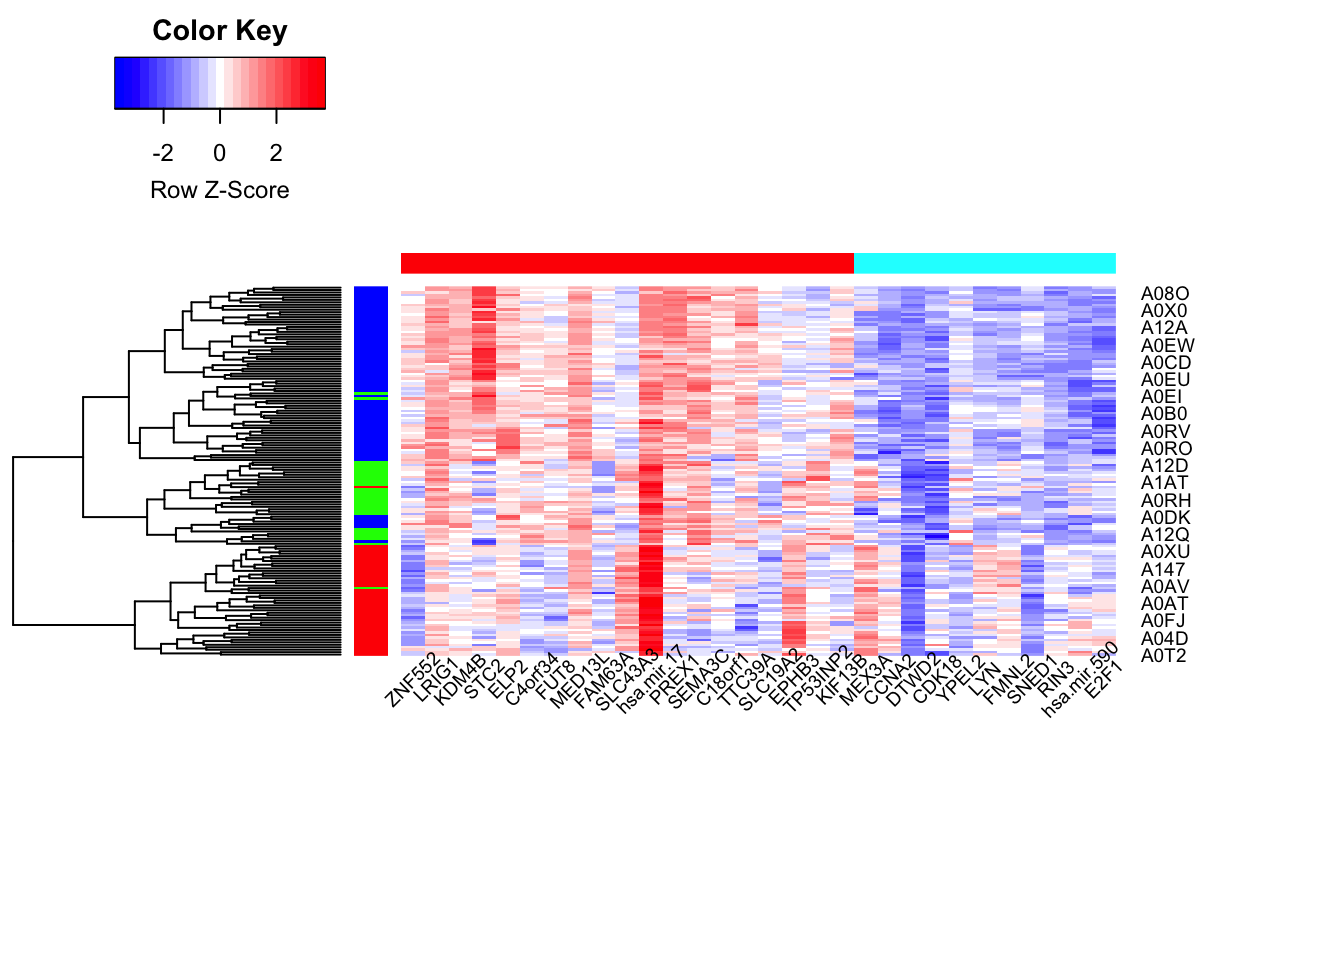 Color Key
-2 0 2
Row Z-Score
A08O
A0X0
A12A
A0EW
A0CD
A0EU
A0EI
A0B0
A0RV
A0RO
A12D
A1AT
A0RH
A0DK
A12Q
A0XU
A147
A0AV
A0AT
A0FJ
A04D
A0T2
ZNF552
LRIG1
KDM4B
STC2
ELP2
C4orf34
FUT8
MED13L
FAM63A
SLC43A3
hsa.mir.17
PREX1
SEMA3C
C18orf1
TTC39A
SLC19A2
EPHB3
TP53INP2
KIF13B
MEX3A
CCNA2
DTWD2
CDK18
YPEL2
LYN
FMNL2
SNED1
RIN3
hsa.mir.590
E2F1